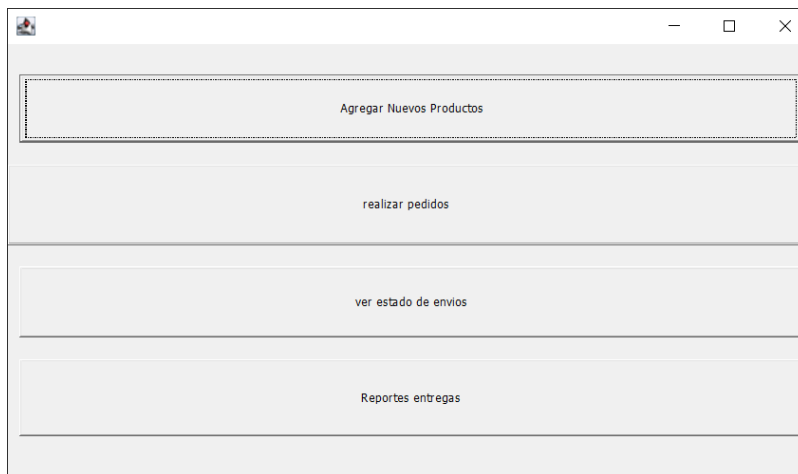 Agregar Nuevos Productos
realizar pedidos
ver estado de envios
Reportes entregas